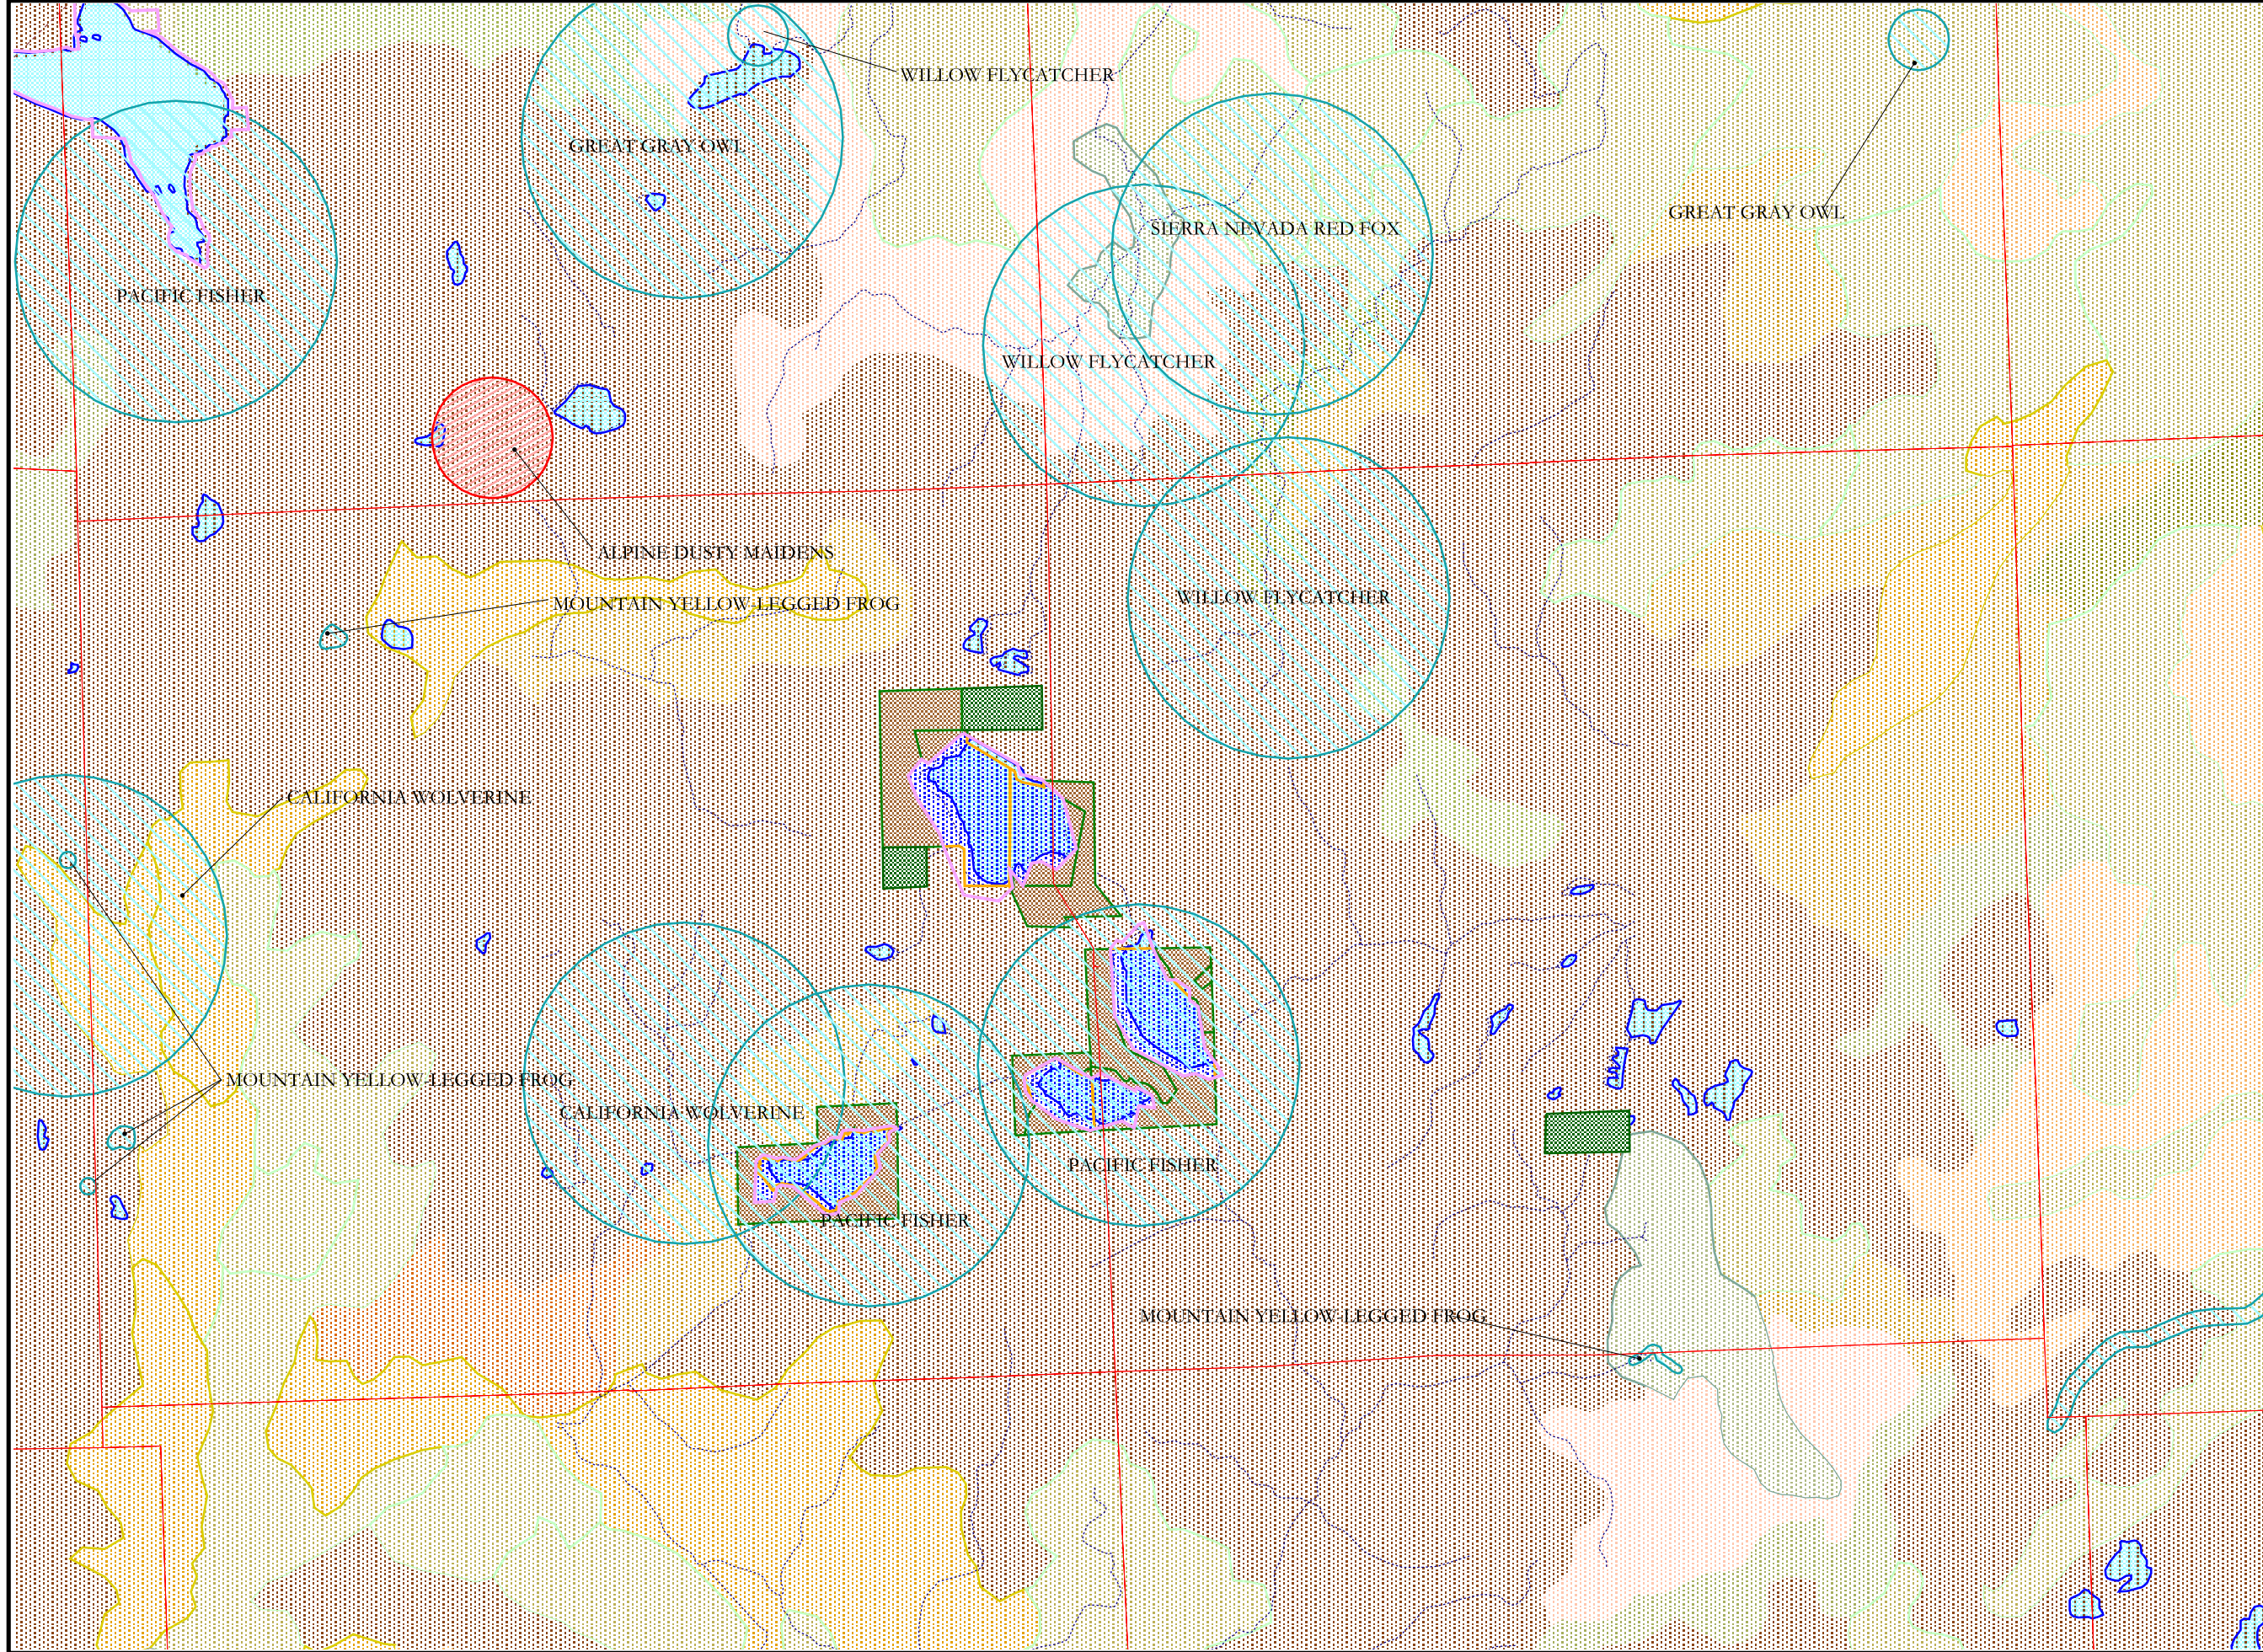 WILLOW FLYCATCHER
GREAT GRAY OWL
GREAT GRAY OWL
SIERRA NEVADA RED FOX
PACIFIC FISHER
WILLOW FLYCATCHER
ALPINE DUSTY MAIDENS
MOUNTAIN YELLOW-LEGGED FROG
WILLOW FLYCATCHER
CALIFORNIA WOLVERINE
MOUNTAIN YELLOW-LEGGED FROG
CALIFORNIA WOLVERINE
PACIFIC FISHER
PACIFIC FISHER
MOUNTAIN YELLOW-LEGGED FROG